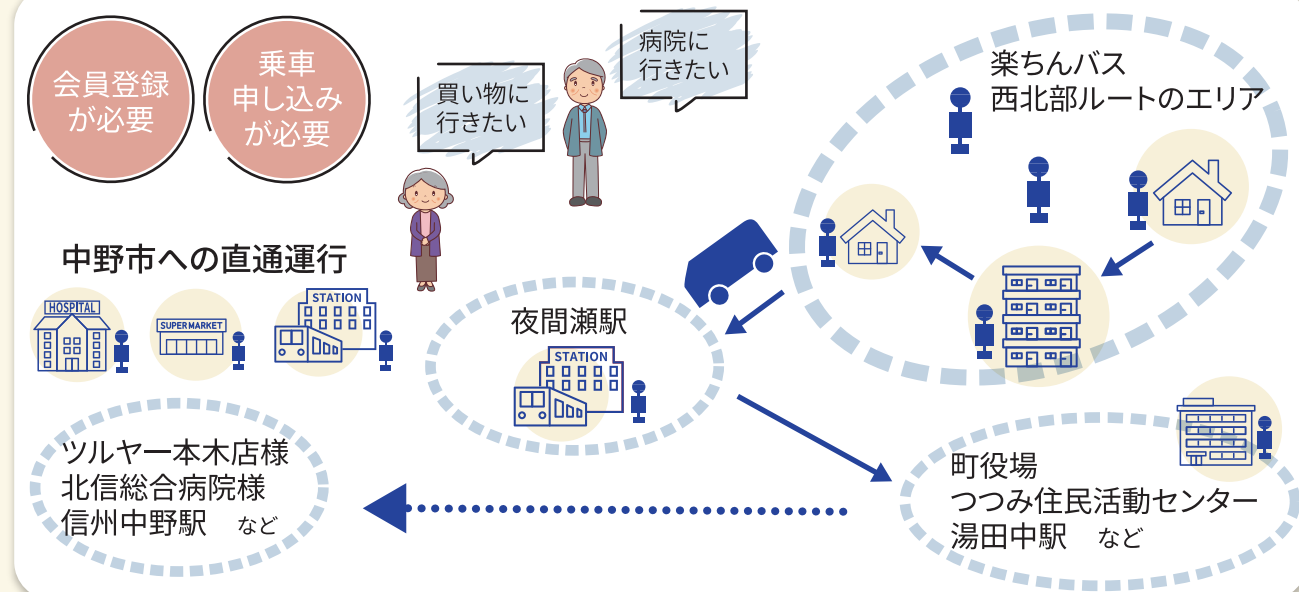 会員登録
が必要
乗車
申し込み
が必要
買い物に
行きたい
病院に
行きたい
楽ちんバス
西北部ルートのエリア
中野市への直通運行
HOSPITAL
SUPER MARKET
STATION
夜間瀬駅
STATION
ツルヤー本木店様
北信総合病院様
信州中野駅 など
町役場
つつみ住民活動センター
湯田中駅 など